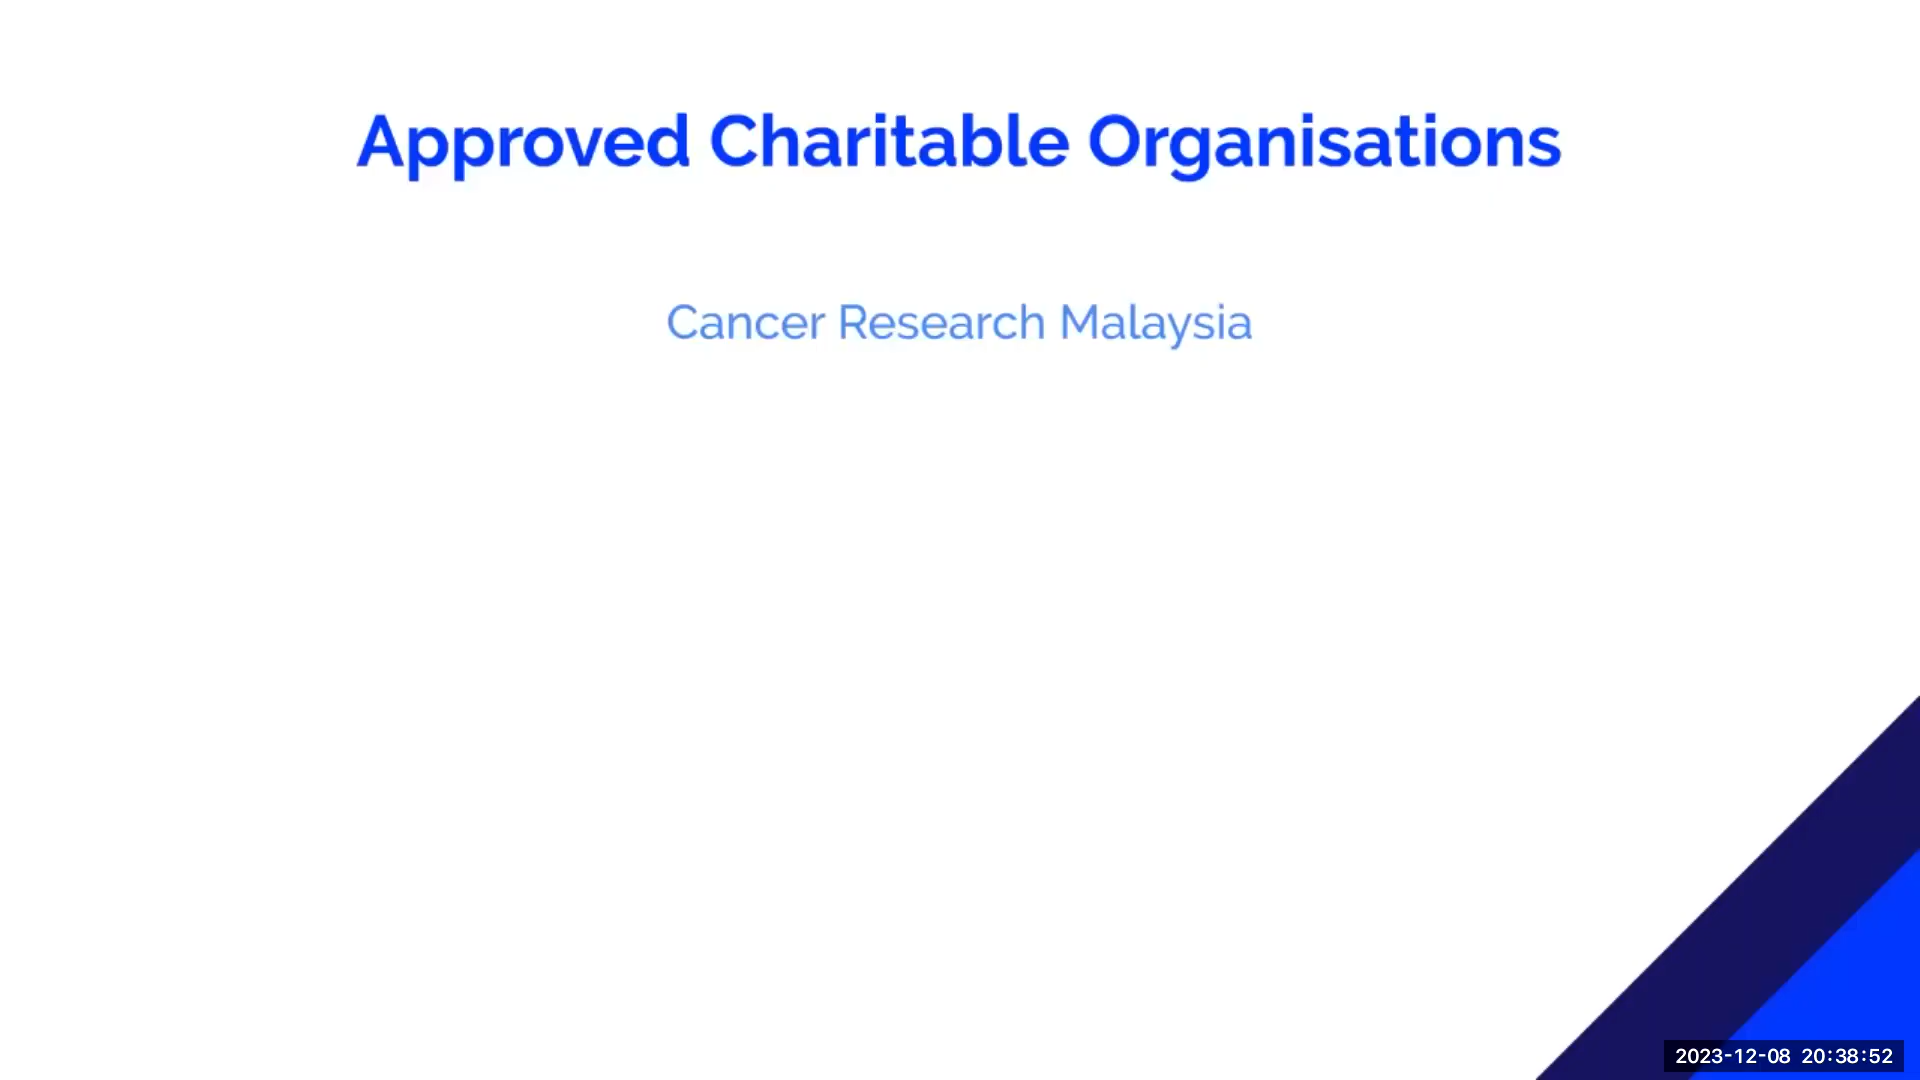 Approved Charitable Organisations
Cancer Research Malaysia
2023-12-08 20:38:52